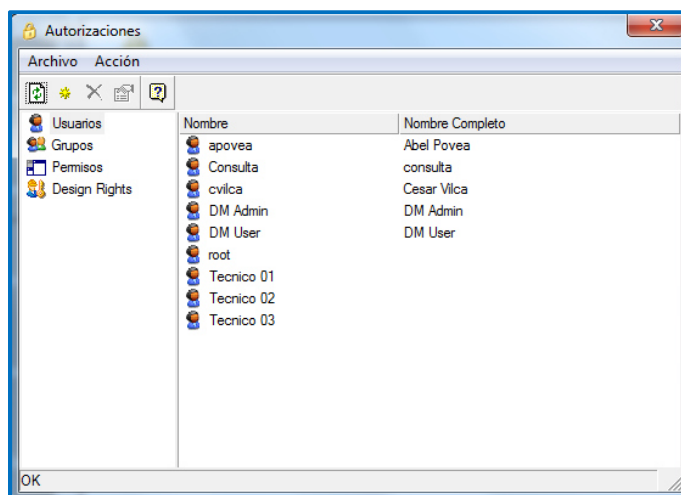 Autorizaciones
Archivo Acción
Usuarios
Grupos
Permisos
Design Rights
Nombre Nombre Completo
apovea Abel Povea
Consulta consulta
cvilca Cesar Vilca
DM Admin DM Admin
DM User DM User
root
Tecnico 01
Tecnico 02
Tecnico 03
OK